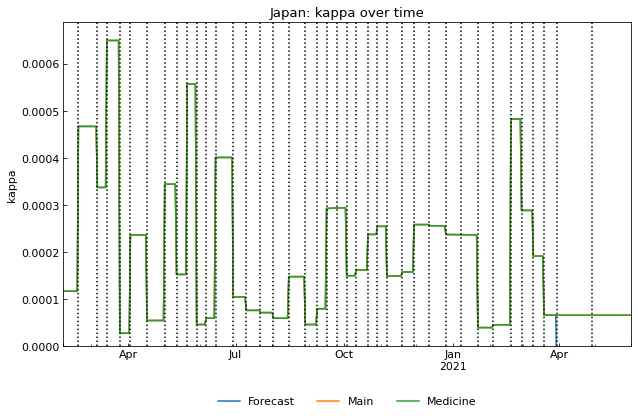 Japan: kappa over time
kappa
0.0006
0.0005
0.0004
0.0003
0.0002
0.0001
0.0000
Apr Jul Oct Jan Apr
2021
Forecast Main Medicine